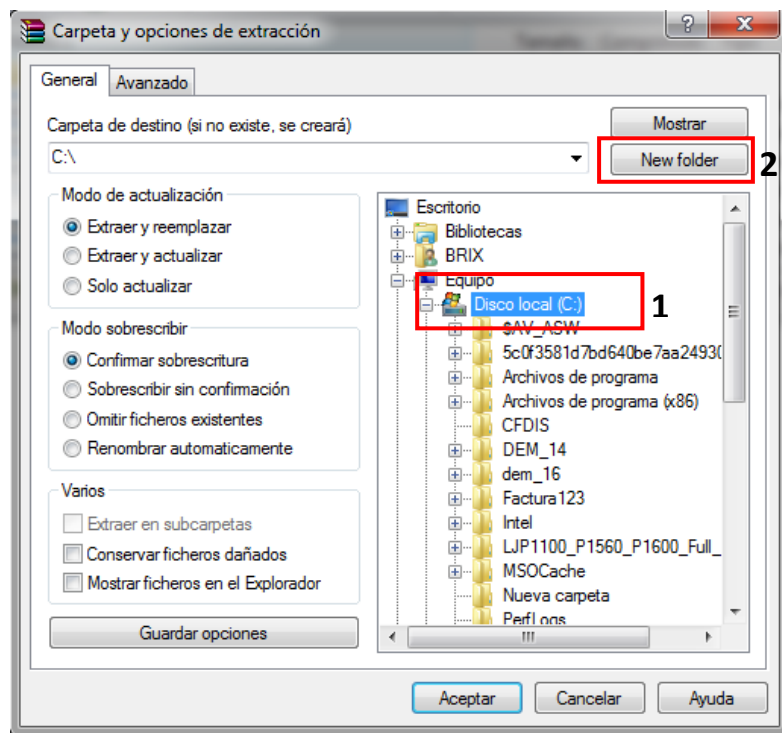 Carpeta y opciones de extracción
General Avanzado
Carpeta de destino (si no existe, se creará)
Mostrar
C:\
New folder
2
Modo de actualización
Extraer y reemplazar
Extraer y actualizar
Solo actualizar
Modo sobrescribir
Confirmar sobrescritura
Sobrescribir sin confirmación
Omitir ficheros existentes
Renombrar automaticamente
Varios
Extraer en subcarpetas
Conservar ficheros dañados
Mostrar ficheros en el Explorador
Guardar opciones
Escritorio
Bibliotecas
BRIX
Equipo
Disco local (C:)
1
$AV_ASW
5c0f3581d7bd640be7aa24930
Archivos de programa
Archivos de programa (x86)
CFDIS
DEM_14
dem_16
Factura123
Intel
LJP1100_P1560_P1600_Full_
MSOCache
Nueva carpeta
PerfLogs
Aceptar Cancelar Ayuda